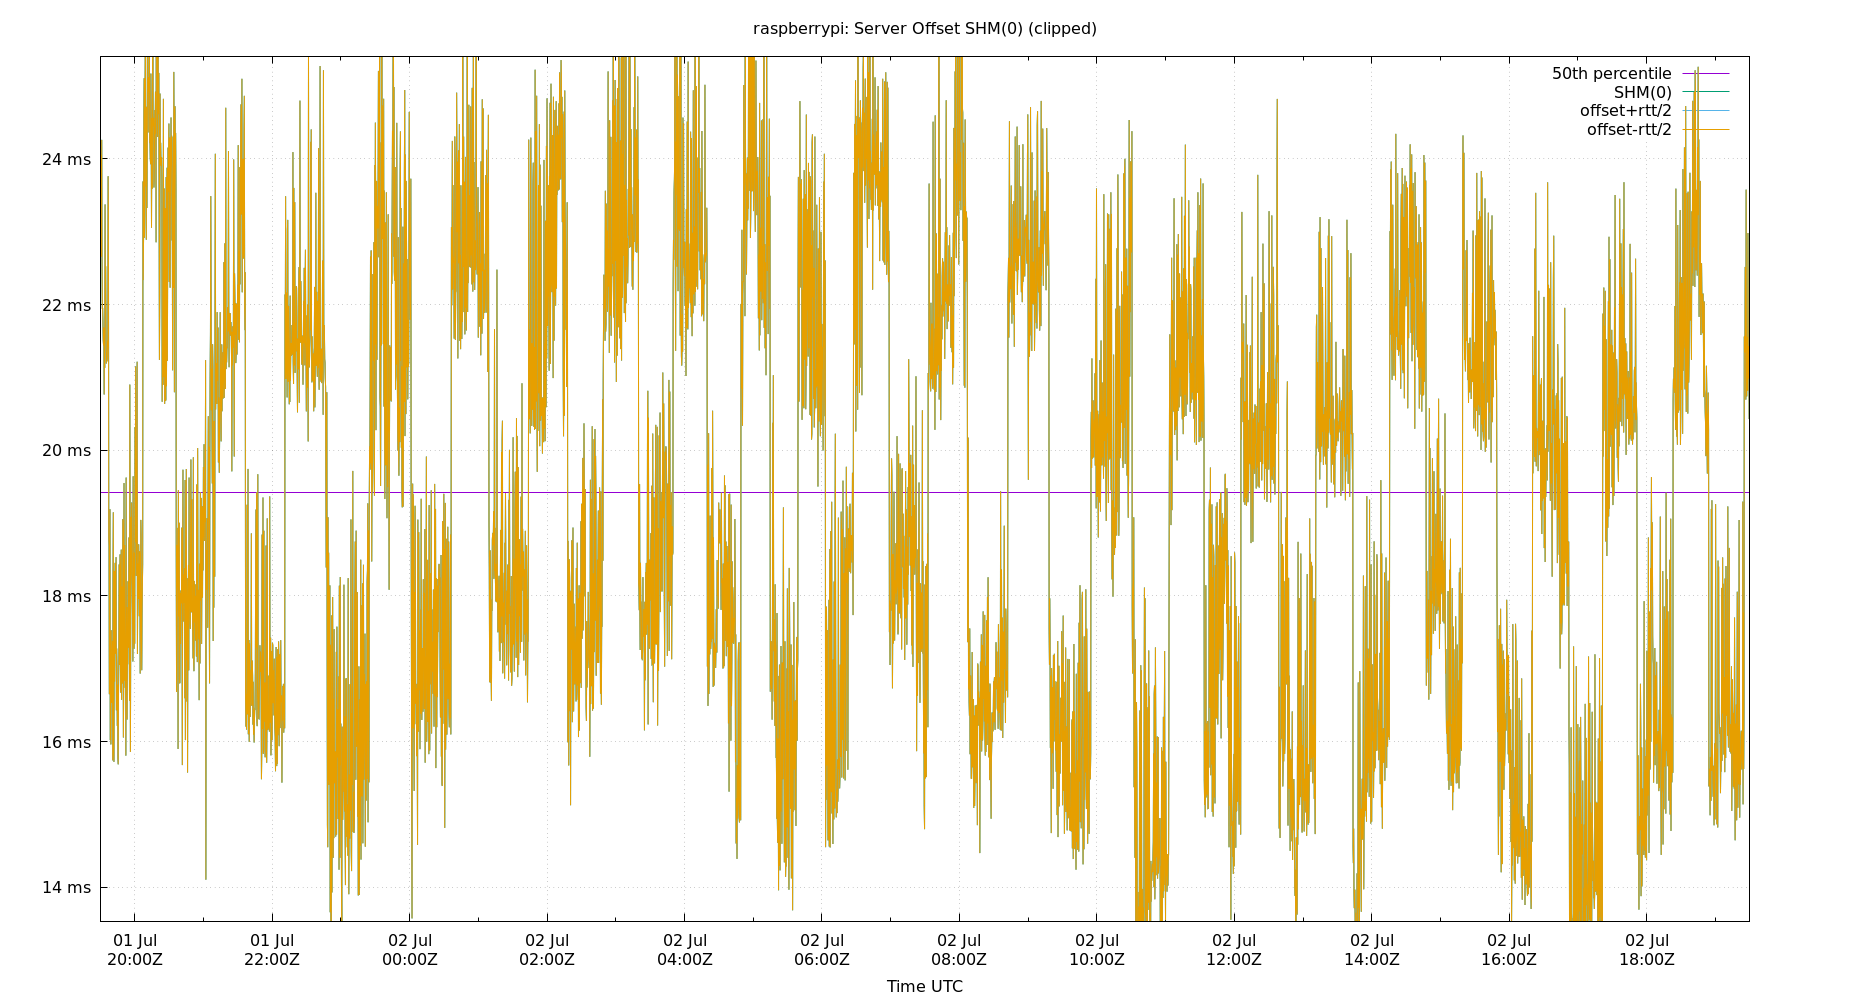 raspberrypi: Server Offset SHM(0) (clipped)
50th percentile
SHM(0)
offset+rtt/2
offset-rtt/2
24 ms
22 ms
20 ms
18 ms
16 ms
14 ms
01 Jul 01 Jul 02 Jul 02 Jul 02 Jul 02 Jul 02 Jul 02 Jul 02 Jul 02 Jul 02 Jul 02 Jul
20:00Z 22:00Z 00:00Z 02:00Z 04:00Z 06:00Z 08:00Z 10:00Z 12:00Z 14:00Z 16:00Z 18:00Z
Time UTC